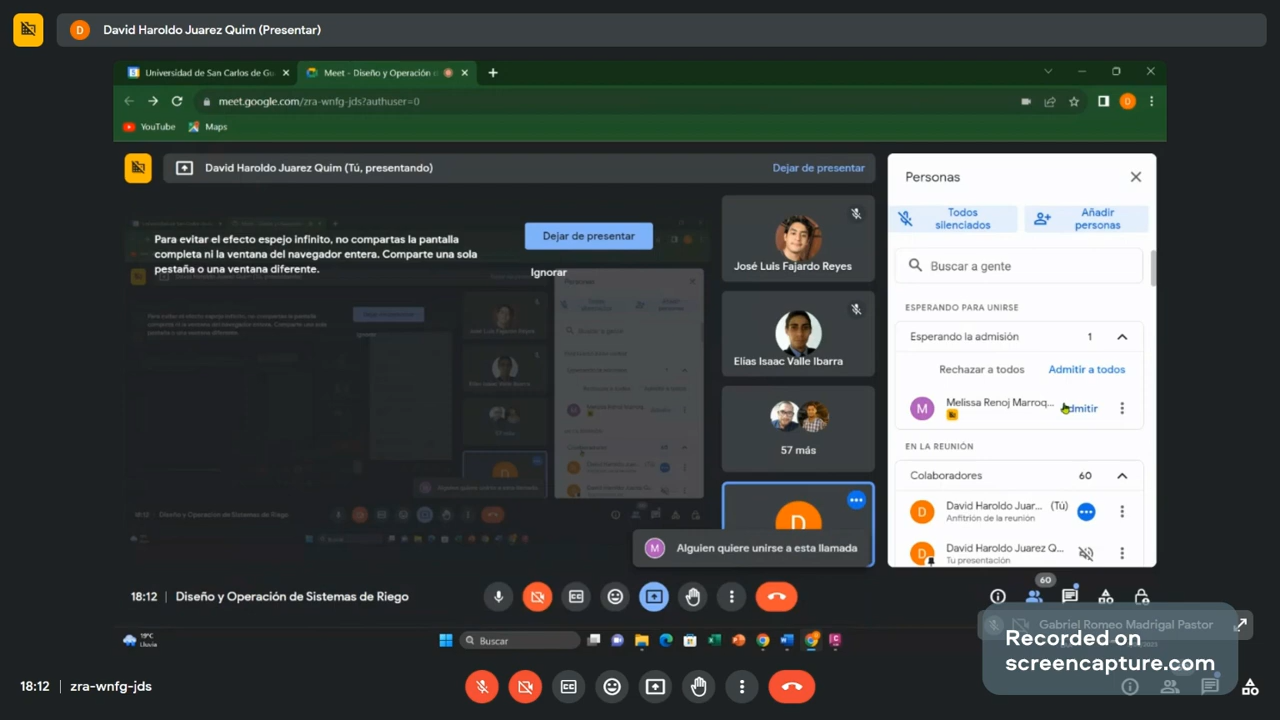 D David Haroldo Juarez Quim (Presentar)
Universidad de San Carlos de Gu
Meet - Diseño y Operación
meet.google.com/zra-wnfg-jds?authuser=0
D
YouTube
Maps
David Haroldo Juarez Quim (Tú, presentando)
Dejar de presentar
Para evitar el efecto espejo infinito, no compartas la pantalla
completa ni la ventana del navegador entera. Comparte una sola
pestaña o una ventana diferente.
Dejar de presentar
Ignorar
José Luis Fajardo Reyes
Elías Isaac Valle Ibarra
57 más
D
M Alguien quiere unirse a esta llamada
Personas
Todos
silenciados
Añadir
personas
Buscar a gente
ESPERANDO PARA UNIRSE
Esperando la admisión 1
Rechazar a todos Admitir a todos
M Melissa Renoj Marroq...
EN LA REUNIÓN
Colaboradores 60
D David Haroldo Juar... (Tú)
Anfitrión de la reunión
D David Haroldo Juarez Q...
Tu presentación
18:12 | Diseño y Operación de Sistemas de Riego
60
19°C
Lluvia
Buscar
Gabriel Romeo Madrigal Pastor
Recorded on
screencapture.com
18:12 | zra-wnfg-jds